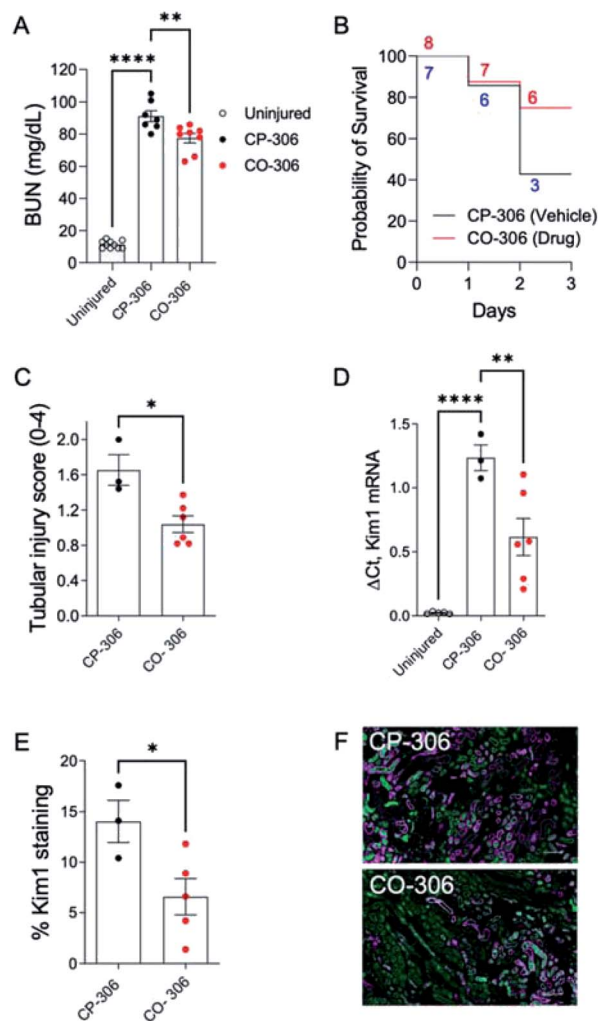 A
**
****
120
100
80
60
40
20
0
BUN (mg/dL)
Uninjured
CP-306
CO-306
Uninjured
CP-306
CO-306
B
100
80
60
40
20
0
Probability of Survival
8
7
7
6
6
3
CP-306 (Vehicle)
CO-306 (Drug)
0 1 2 3
Days
C
*
2.0
1.6
1.2
0.8
0.4
0.0
Tubular injury score (0-4)
CP-306
CO- 306
D
**
****
1.5
1.0
0.5
0.0
ΔCt, Kim1 mRNA
Uninjured
CP-306
CO- 306
E
*
20
15
10
5
0
% Kim1 staining
CP-306
CO- 306
F
CP-306
CO-306